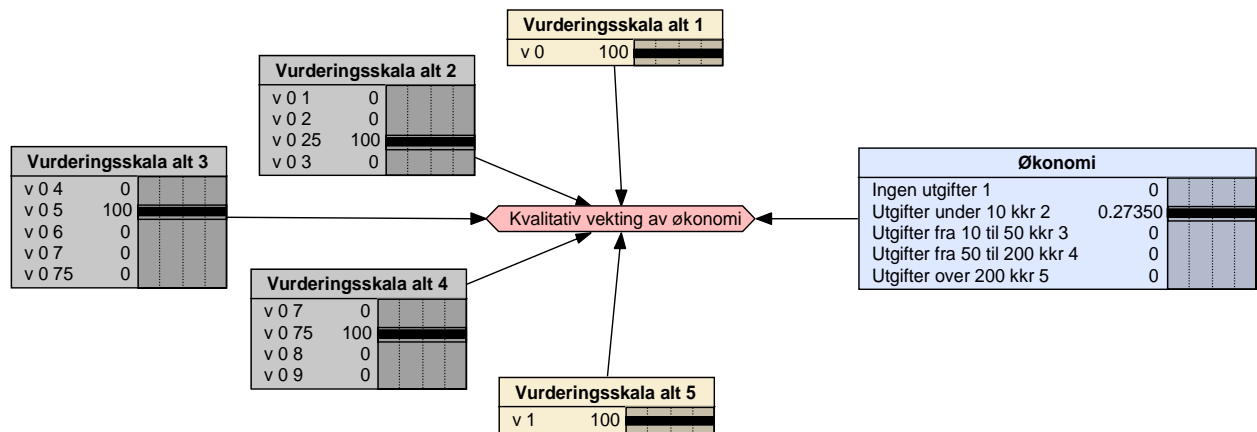 Vurderingsskala alt 1
v 0 100
Vurderingsskala alt 2
v 0 1 0
v 0 2 0
v 0 25 100
v 0 3 0
Vurderingsskala alt 3
v 0 4 0
v 0 5 100
v 0 6 0
v 0 7 0
v 0 75 0
Økonomi
Ingen utgifter 1 0
Utgifter under 10 kkr 2 0.27350
Utgifter fra 10 til 50 kkr 3 0
Utgifter fra 50 til 200 kkr 4 0
Utgifter over 200 kkr 5 0
Kvalitativ vekting av økonomi
Vurderingsskala alt 4
v 0 7 0
v 0 75 100
v 0 8 0
v 0 9 0
Vurderingsskala alt 5
v 1 100